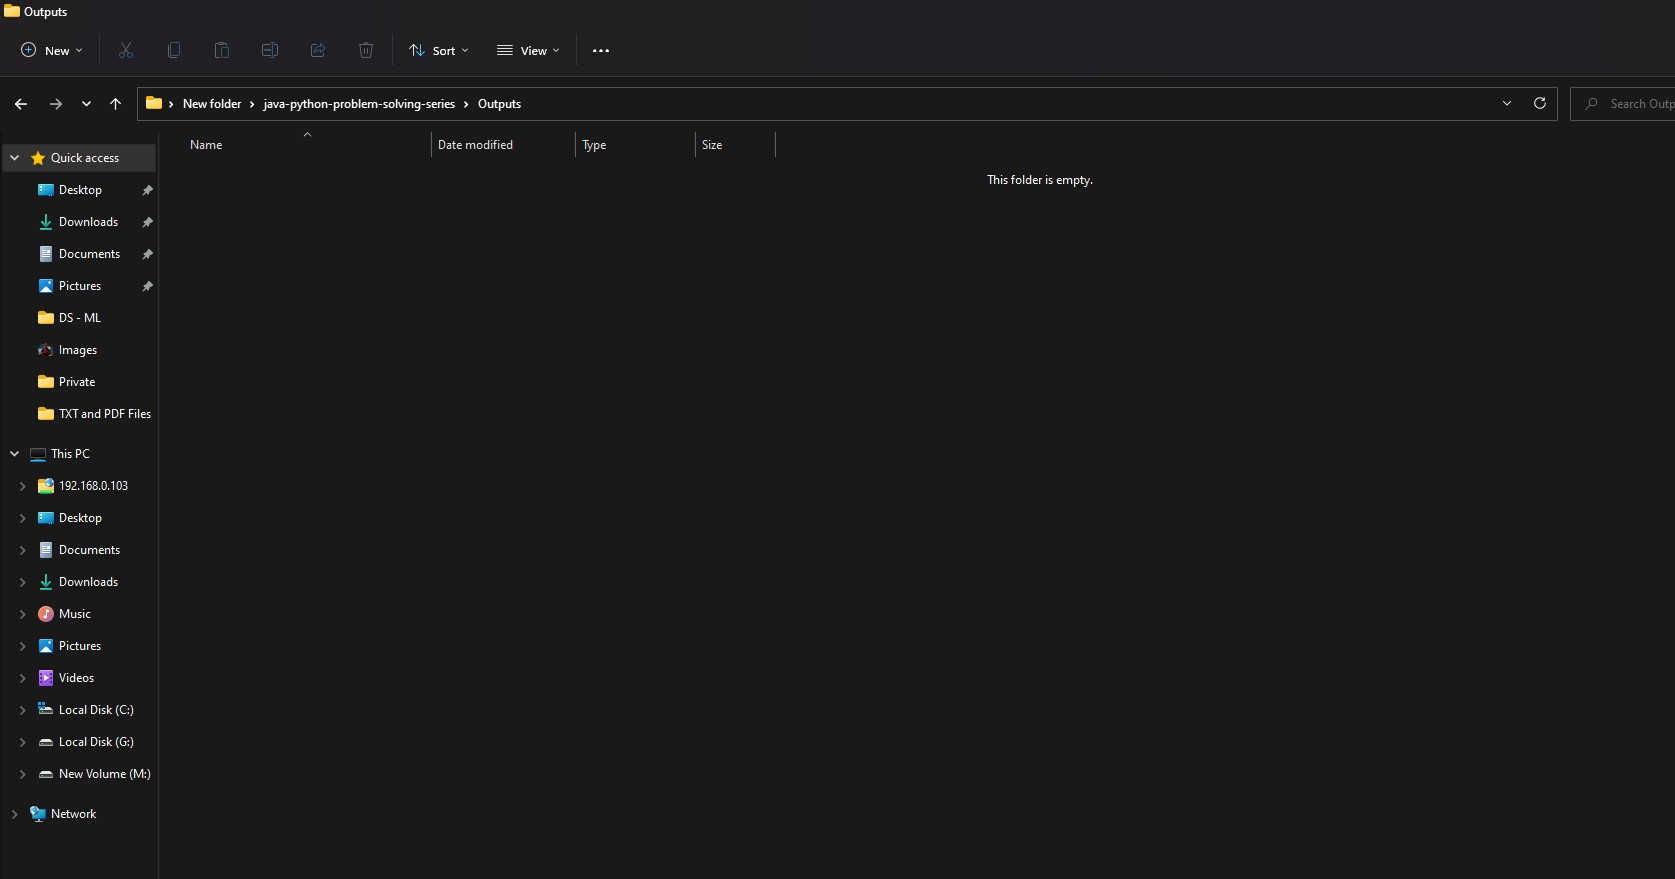 Outputs
New Sort View
New folder java-python-problem-solving-series Outputs Search Outp
Name Date modified Type Size
This folder is empty.
Quick access
Desktop
Downloads
Documents
Pictures
DS - ML
Images
Private
TXT and PDF Files
This PC
192.168.0.103
Desktop
Documents
Downloads
Music
Pictures
Videos
Local Disk (C:)
Local Disk (G:)
New Volume (M:)
Network